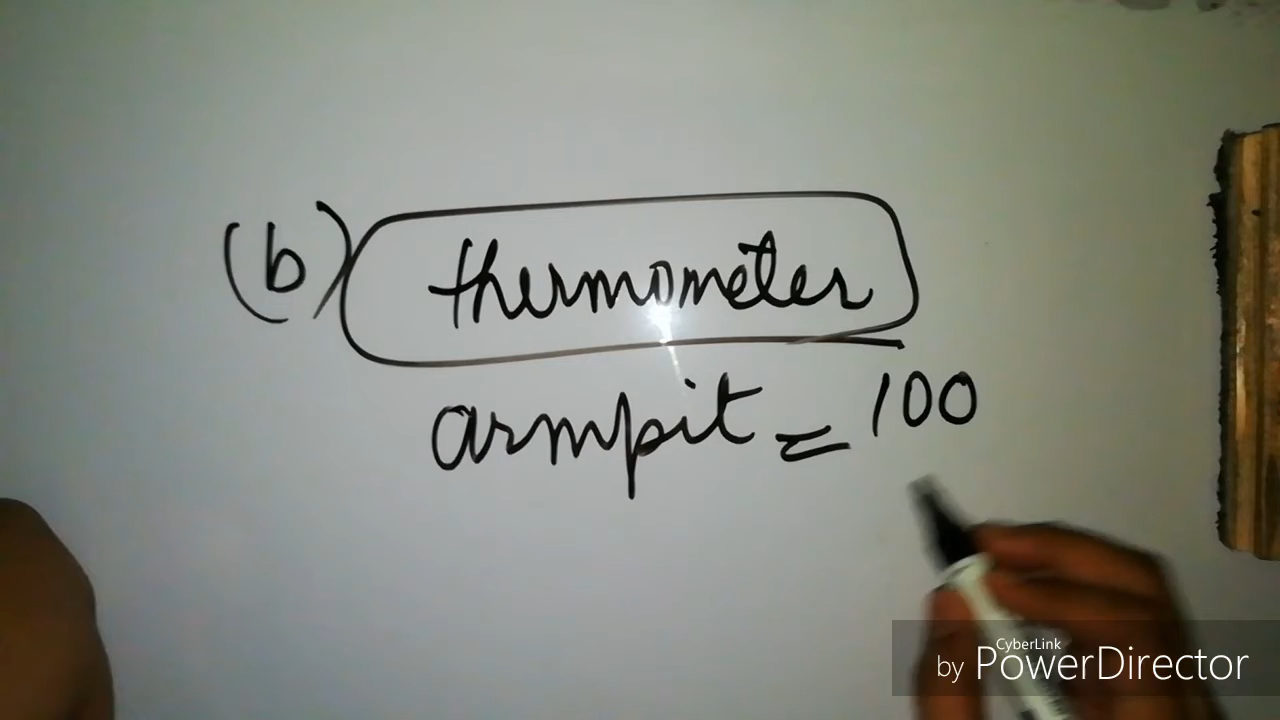 (b) thermometer
armpit = 100
CyberLink
by PowerDirector